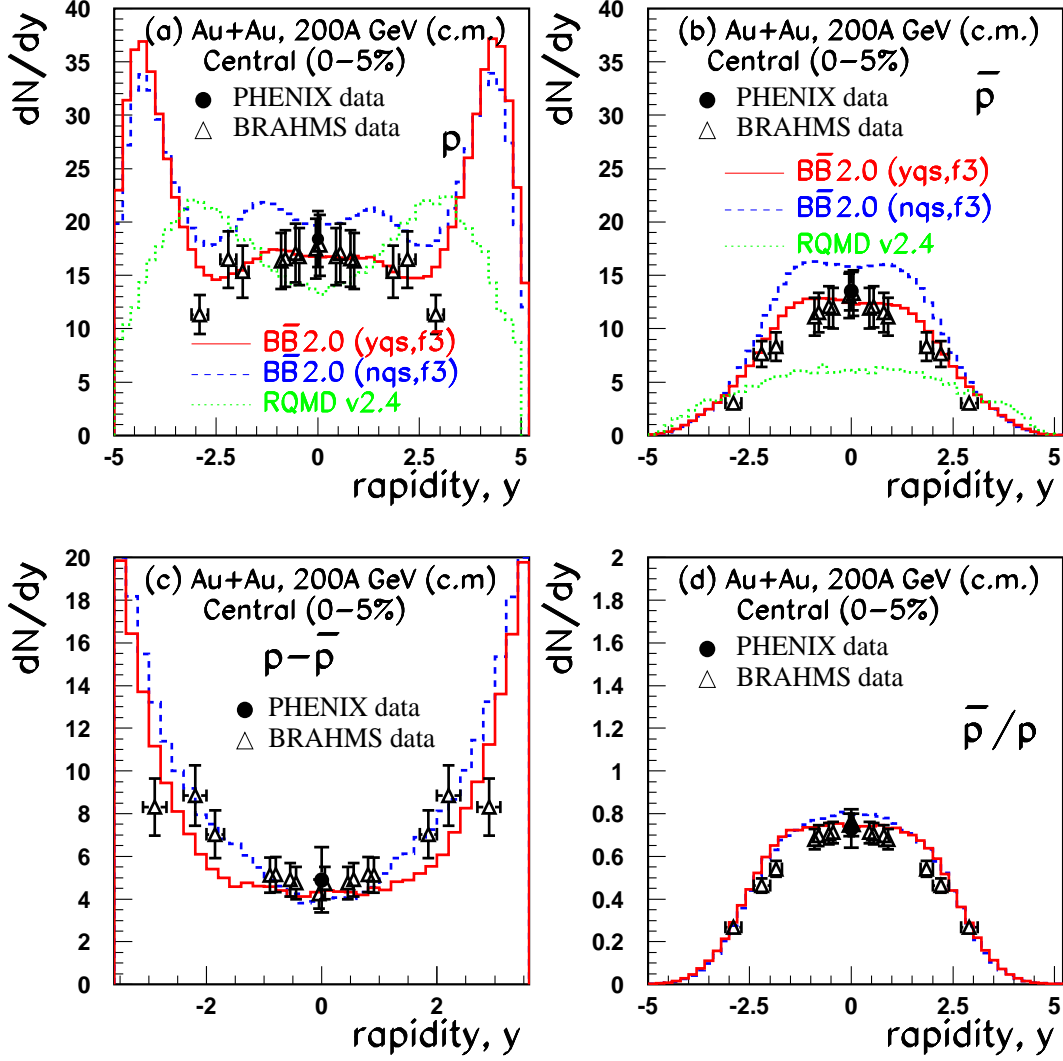 (a) Au+Au, 200A GeV (c.m.)
Central (0-5%)
● PHENIX data
△ BRAHMS data
p
BB̅ 2.0 (yqs,f3)
BB̅ 2.0 (nqs,f3)
RQMD v2.4
dN/dy
40
35
30
25
20
15
10
5
0
-5 -2.5 0 2.5 5
rapidity, y
(b) Au+Au, 200A GeV (c.m.)
Central (0-5%)
● PHENIX data
△ BRAHMS data
p̅
BB̅ 2.0 (yqs,f3)
BB̅ 2.0 (nqs,f3)
RQMD v2.4
dN/dy
40
35
30
25
20
15
10
5
0
-5 -2.5 0 2.5 5
rapidity, y
(c) Au+Au, 200A GeV (c.m)
Central (0-5%)
p-p̅
● PHENIX data
△ BRAHMS data
dN/dy
20
18
16
14
12
10
8
6
4
2
0
-2 0 2
rapidity, y
(d) Au+Au, 200A GeV (c.m.)
Central (0-5%)
● PHENIX data
△ BRAHMS data
p̅/p
dN/dy
2
1.8
1.6
1.4
1.2
1
0.8
0.6
0.4
0.2
0
-5 -2.5 0 2.5 5
rapidity, y